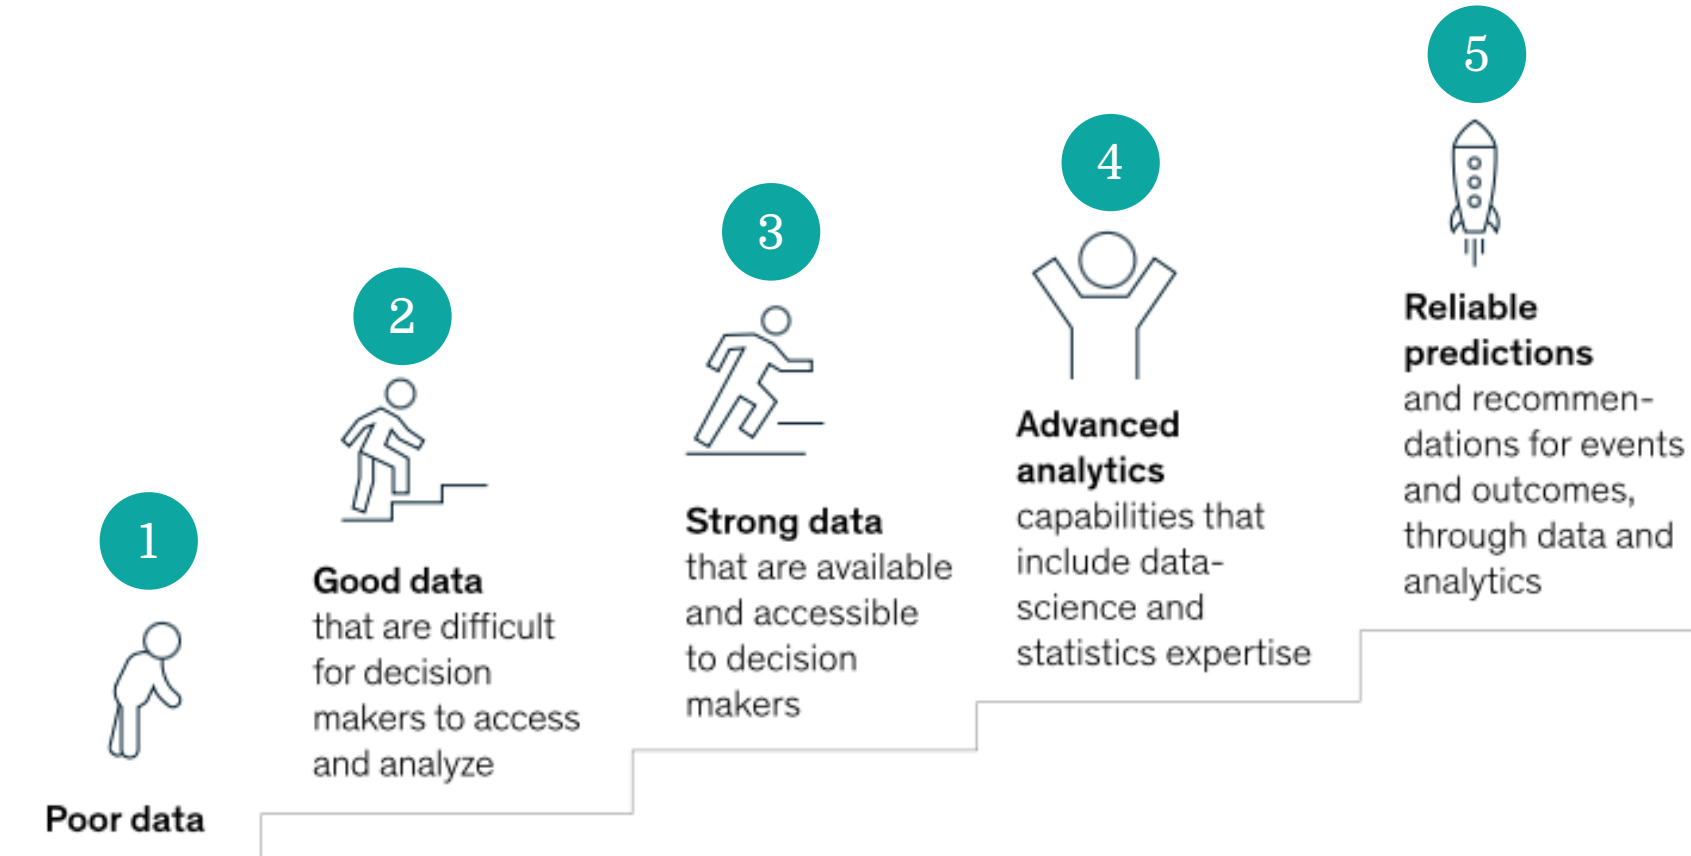 1
Poor data
2
Good data
that are difficult
for decision
makers to access
and analyze
3
Strong data
that are available
and accessible
to decision
makers
4
Advanced
analytics
capabilities that
include data-
science and
statistics expertise
5
Reliable
predictions
and recommen-
dations for events
and outcomes,
through data and
analytics